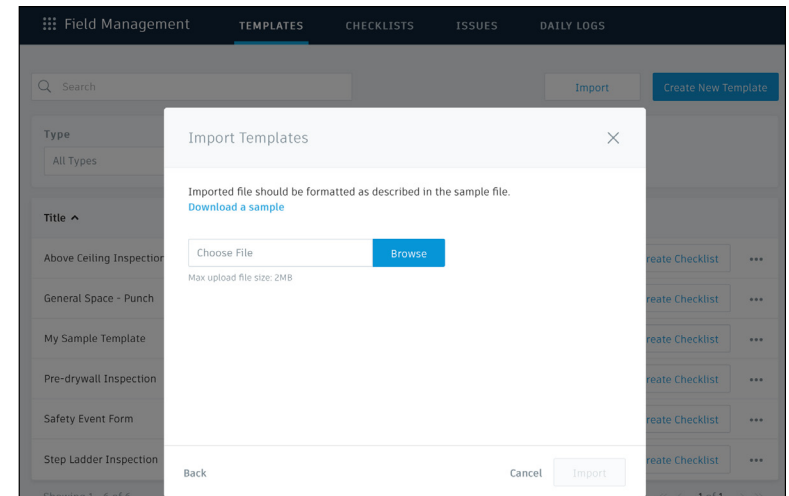 Field Management TEMPLATES CHECKLISTS ISSUES DAILY LOGS
Search Import Create New Template
Type
All Types
Import Templates
Imported file should be formatted as described in the sample file.
Download a sample
Title
Choose File Browse
Max upload file size: 2MB
Above Ceiling Inspection reate Checklist
General Space - Punch reate Checklist
My Sample Template reate Checklist
Pre-drywall Inspection reate Checklist
Safety Event Form reate Checklist
Step Ladder Inspection reate Checklist
Back Cancel Import